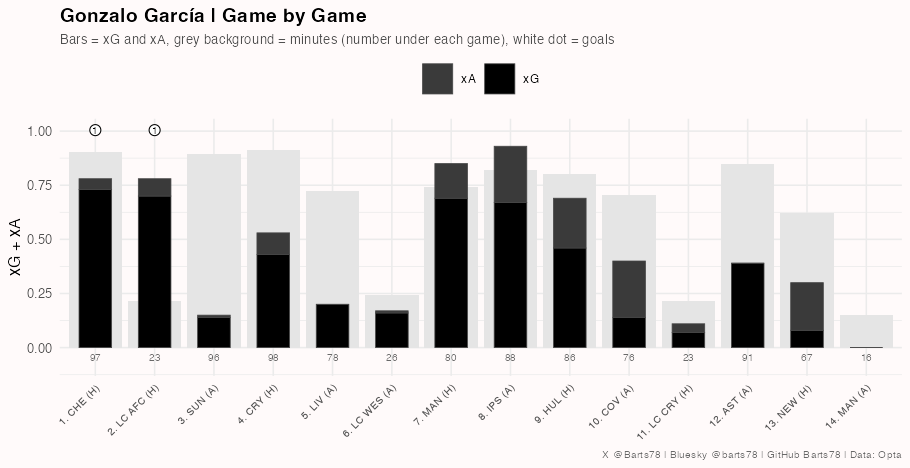 Gonzalo García | Game by Game
Bars = xG and xA, grey background = minutes (number under each game), white dot = goals
xA xG
1.00
0.75
0.50
0.25
0.00
xG + xA
1 1
97 23 96 98 78 26 80 88 86 76 23 91 67 16
1. CHE (H)
2. LC AFC (H)
3. SUN (A)
4. CRY (H)
5. LIV (A)
6. LC WES (A)
7. MAN (H)
8. IPS (A)
9. HUL (H)
10. COV (A)
11. LC CRY (H)
12. AST (A)
13. NEW (H)
14. MAN (A)
X @Barts78 | Bluesky @barts78 | GitHub Barts78 | Data: Opta